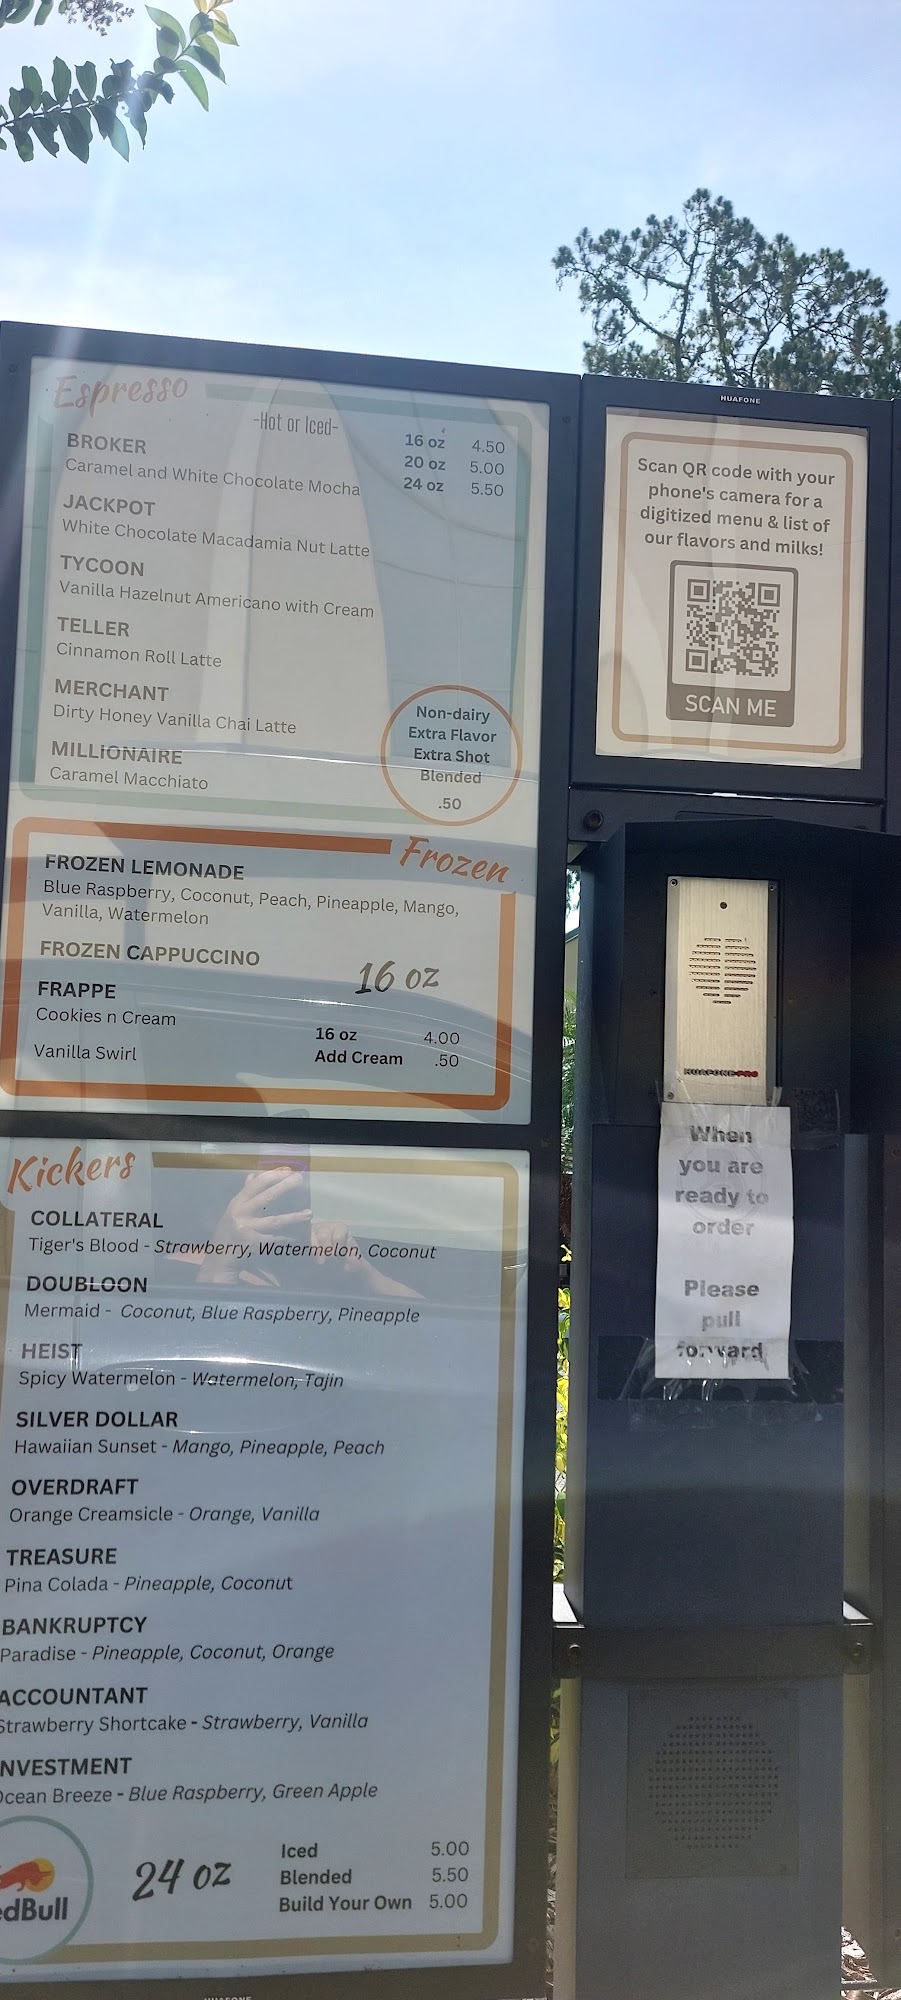 Espresso
-Hot or Iced-
BROKER
Caramel and White Chocolate Mocha
16 oz 4.50
20 oz 5.00
24 oz 5.50
JACKPOT
White Chocolate Macadamia Nut Latte
TYCOON
Vanilla Hazelnut Americano with Cream
TELLER
Cinnamon Roll Latte
MERCHANT
Dirty Honey Vanilla Chai Latte
MILLIONAIRE
Caramel Macchiato
Non-dairy
Extra Flavor
Extra Shot
Blended
.50
Frozen
FROZEN LEMONADE
Blue Raspberry, Coconut, Peach, Pineapple, Mango,
Vanilla, Watermelon
FROZEN CAPPUCCINO
16 oz
FRAPPE
Cookies n Cream
Vanilla Swirl
16 oz 4.00
Add Cream .50
Kickers
COLLATERAL
Tiger's Blood - Strawberry, Watermelon, Coconut
DOUBLOON
Mermaid - Coconut, Blue Raspberry, Pineapple
HEIST
Spicy Watermelon - Watermelon, Tajin
SILVER DOLLAR
Hawaiian Sunset - Mango, Pineapple, Peach
OVERDRAFT
Orange Creamsicle - Orange, Vanilla
TREASURE
Pina Colada - Pineapple, Coconut
BANKRUPTCY
Paradise - Pineapple, Coconut, Orange
ACCOUNTANT
Strawberry Shortcake - Strawberry, Vanilla
NVESTMENT
Ocean Breeze - Blue Raspberry, Green Apple
edBull
24 oz
Iced 5.00
Blended 5.50
Build Your Own 5.00
HUAFONE
HUAFONE
Scan QR code with your
phone's camera for a
digitized menu & list of
our flavors and milks!
SCAN ME
HUAFONE PRO
When
you are
ready to
order
Please
pull
forward